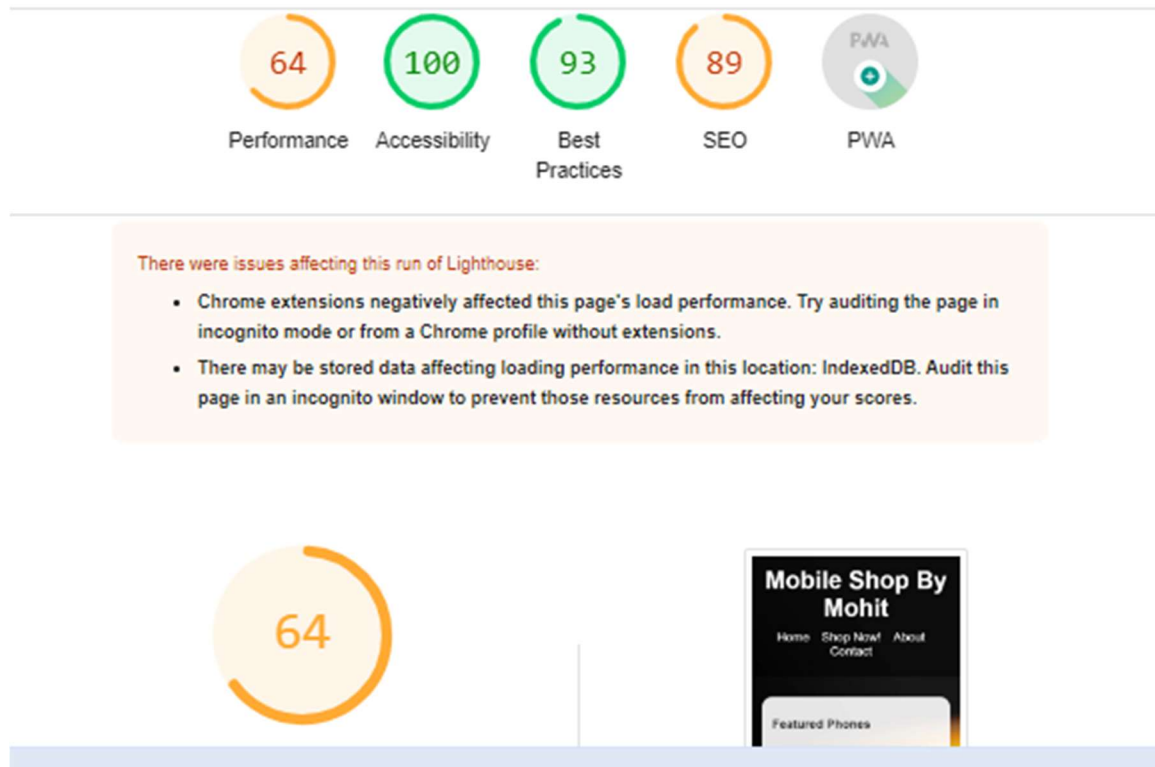 64 100 93 89 PWA
Performance Accessibility Best Practices SEO PWA
There were issues affecting this run of Lighthouse:
• Chrome extensions negatively affected this page's load performance. Try auditing the page in
incognito mode or from a Chrome profile without extensions.
• There may be stored data affecting loading performance in this location: IndexedDB. Audit this
page in an incognito window to prevent those resources from affecting your scores.
64
Mobile Shop By
Mohit
Home Shop Now! About
Contact
Featured Phones